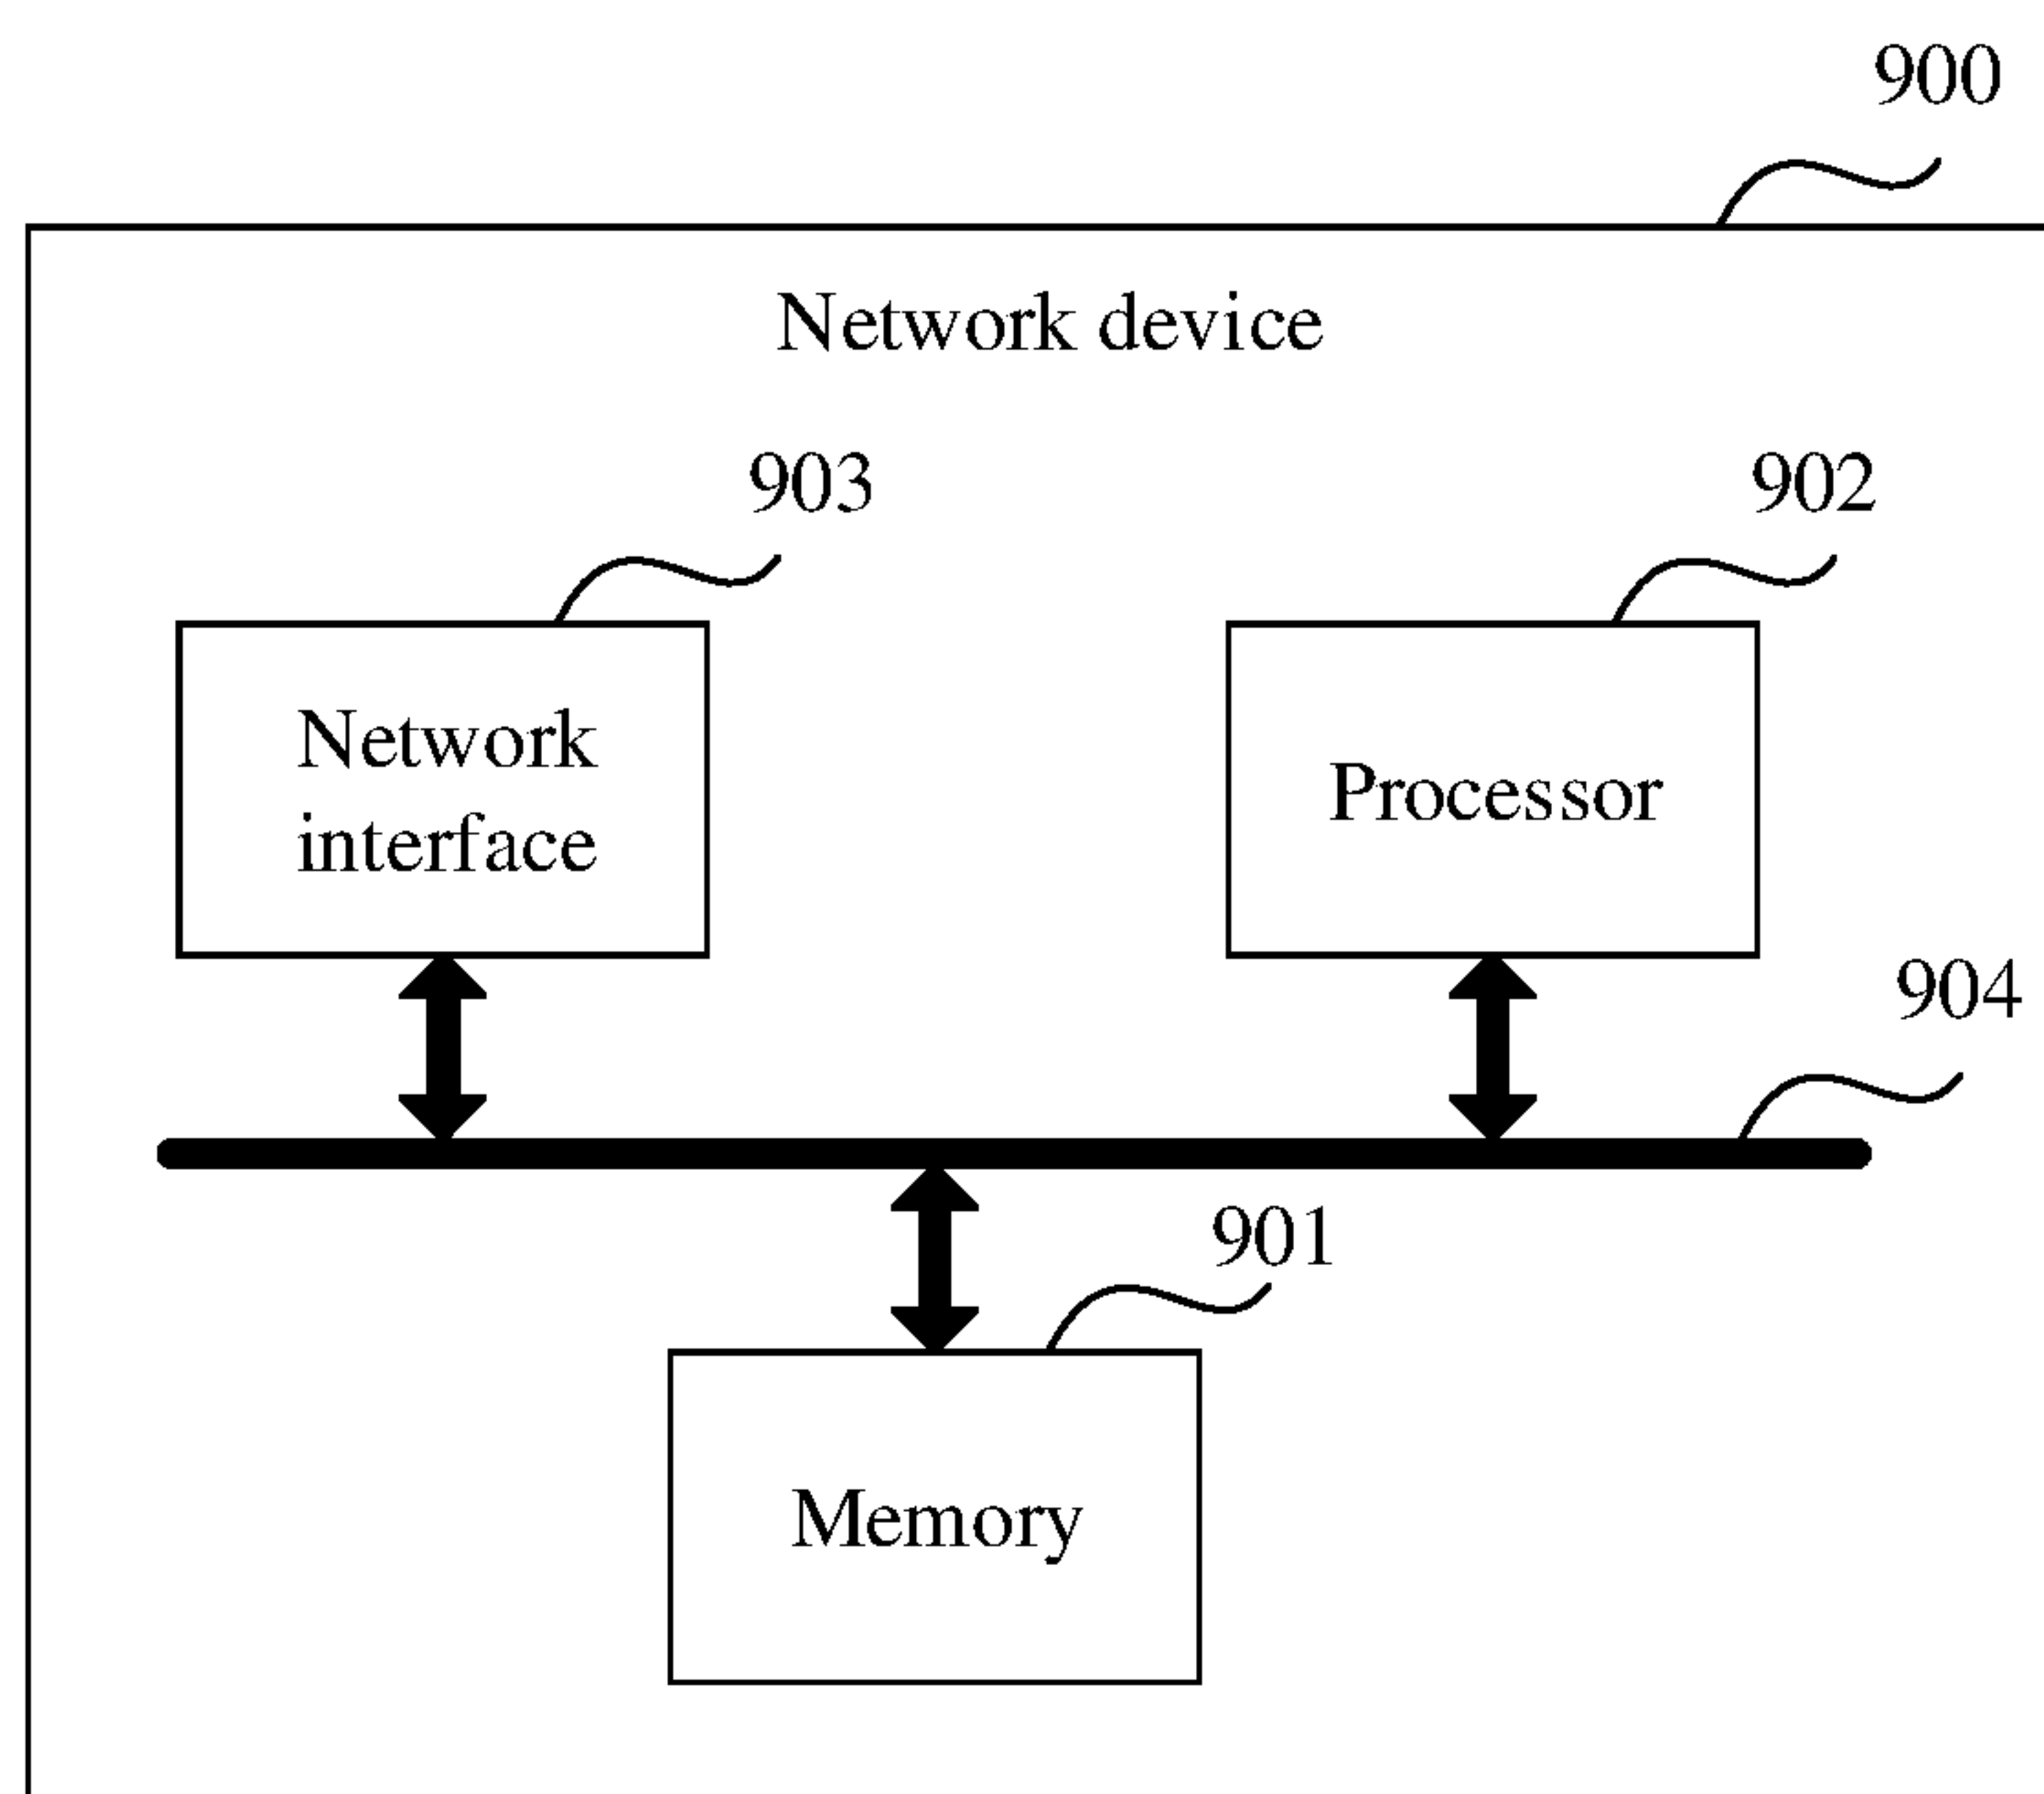 900
Network device
903
902
Network
interface
Processor
904
901
Memory